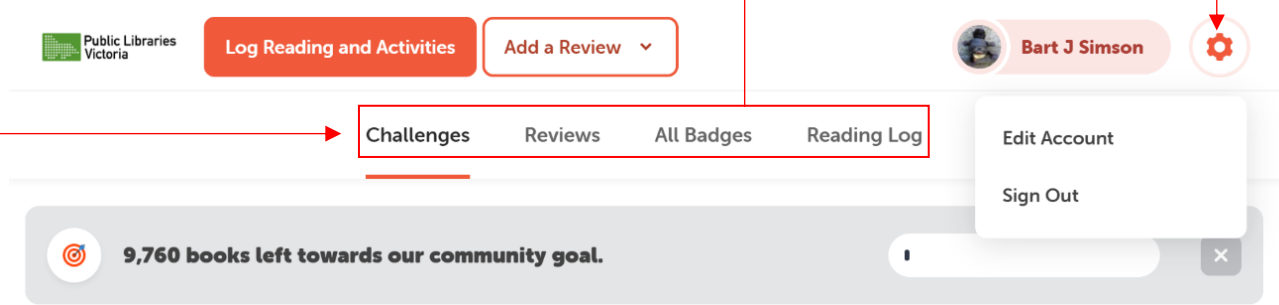 Public Libraries
Victoria
Log Reading and Activities
Add a Review
Bart J Simson
Challenges Reviews All Badges Reading Log
Edit Account
Sign Out
9,760 books left towards our community goal.